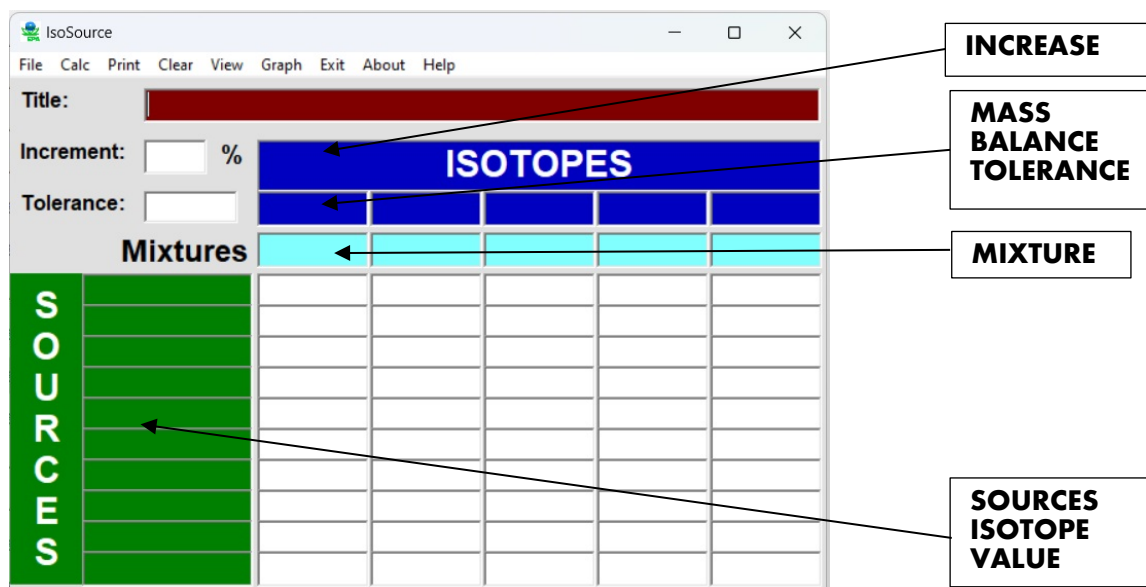 IsoSource
File Calc Print Clear View Graph Exit About Help
Title:
Increment: %
ISOTOPES
Tolerance:
Mixtures
S
O
U
R
C
E
S
INCREASE
MASS
BALANCE
TOLERANCE
MIXTURE
SOURCES
ISOTOPE
VALUE